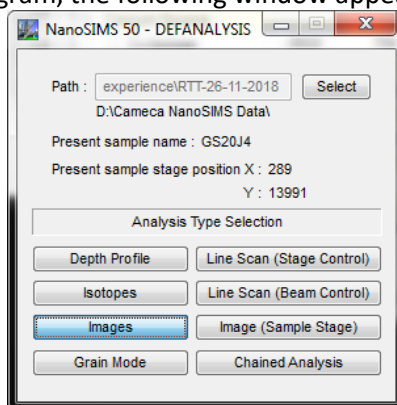 gram, the following window appe
NanoSIMS 50 - DEFANALYSIS
Path : experience\RTT-26-11-2018 Select
D:\Cameca NanoSIMS Data\
Present sample name : GS20J4
Present sample stage position X : 289
Y : 13991
Analysis Type Selection
Depth Profile Line Scan (Stage Control)
Isotopes Line Scan (Beam Control)
Images Image (Sample Stage)
Grain Mode Chained Analysis